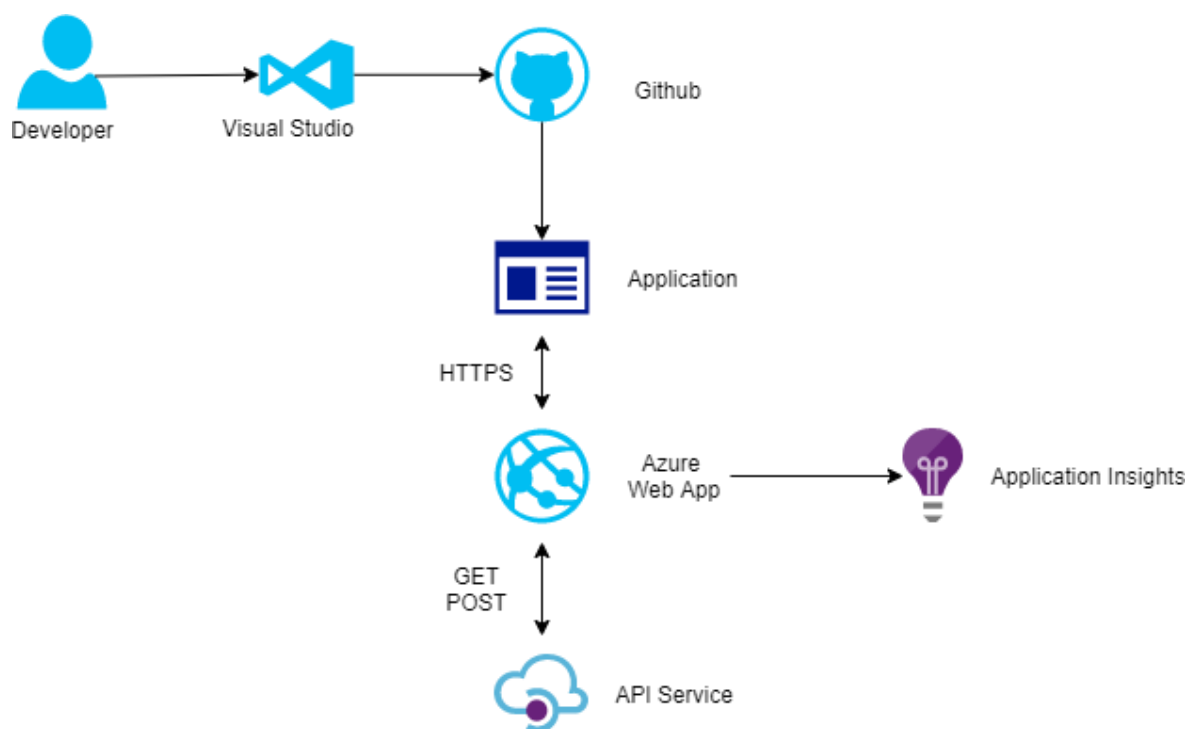 Developer
Visual Studio
Github
Application
HTTPS
Azure
Web App
Application Insights
GET
POST
API Service